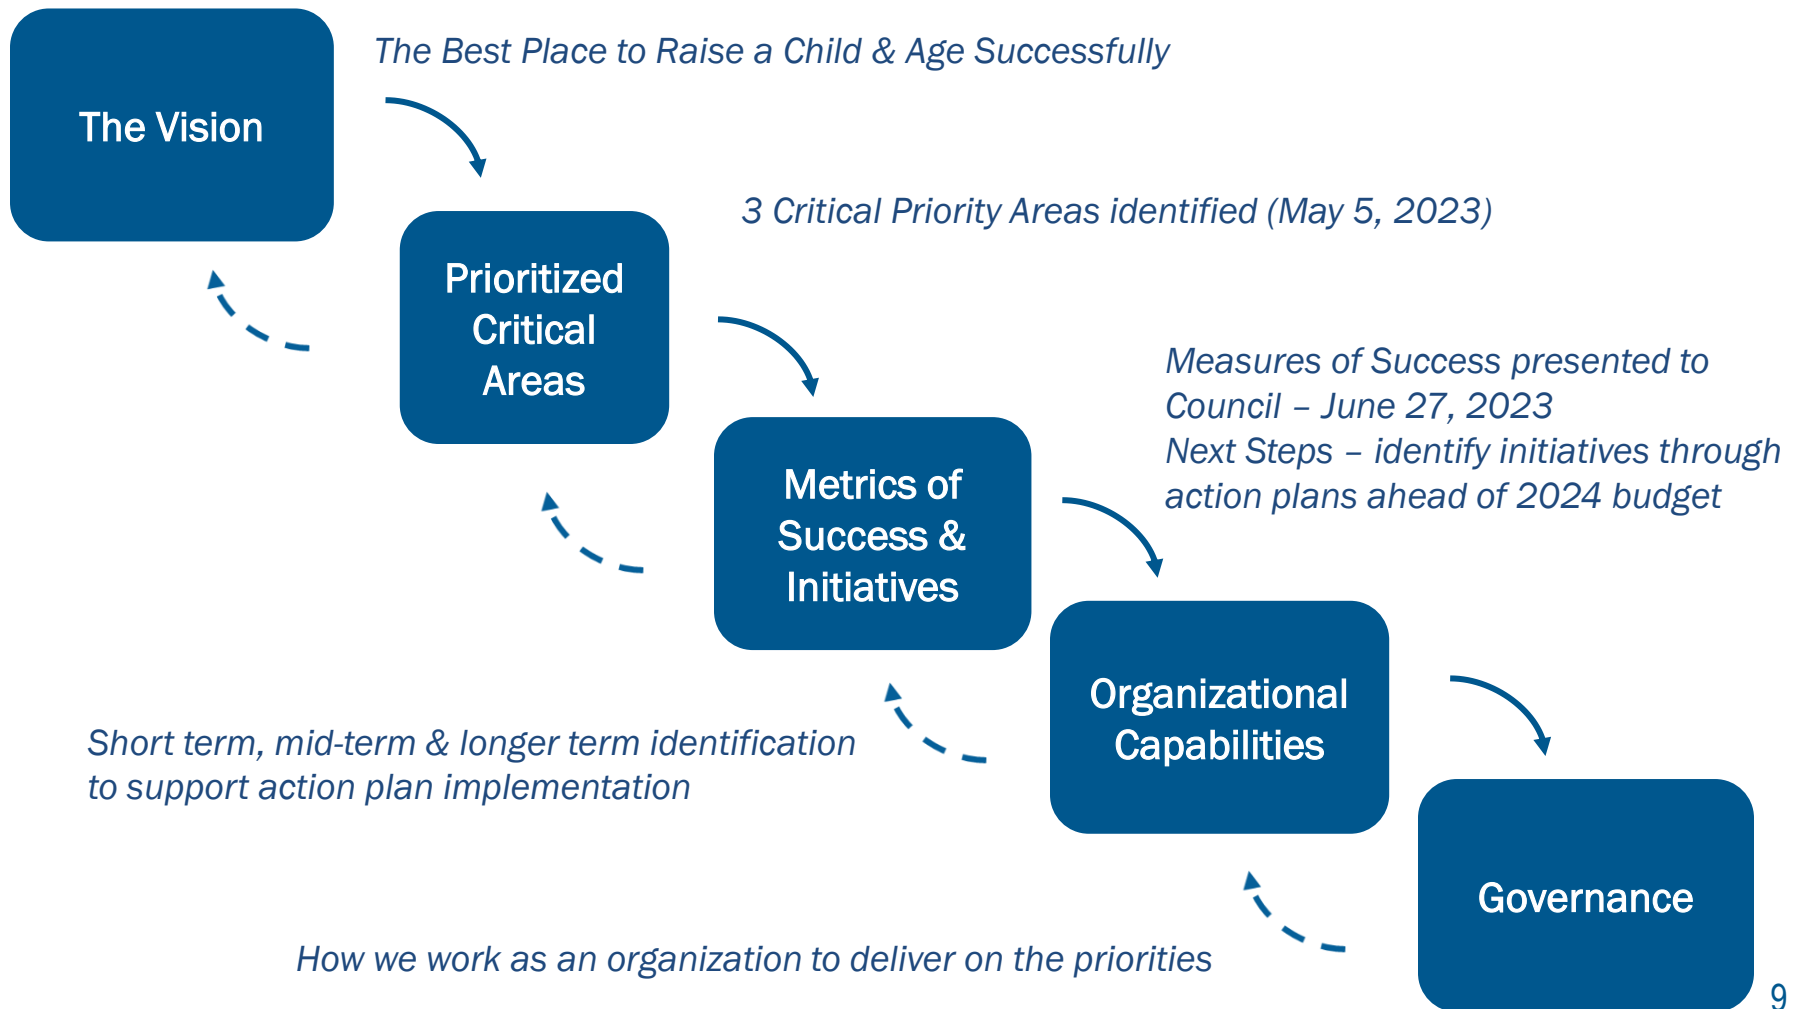 The Best Place to Raise a Child & Age Successfully
The Vision
3 Critical Priority Areas identified (May 5, 2023)
Prioritized
Critical
Areas
Measures of Success presented to
Council – June 27, 2023
Next Steps – identify initiatives through
action plans ahead of 2024 budget
Metrics of
Success &
Initiatives
Organizational
Capabilities
Short term, mid-term & longer term identification
to support action plan implementation
Governance
How we work as an organization to deliver on the priorities
9